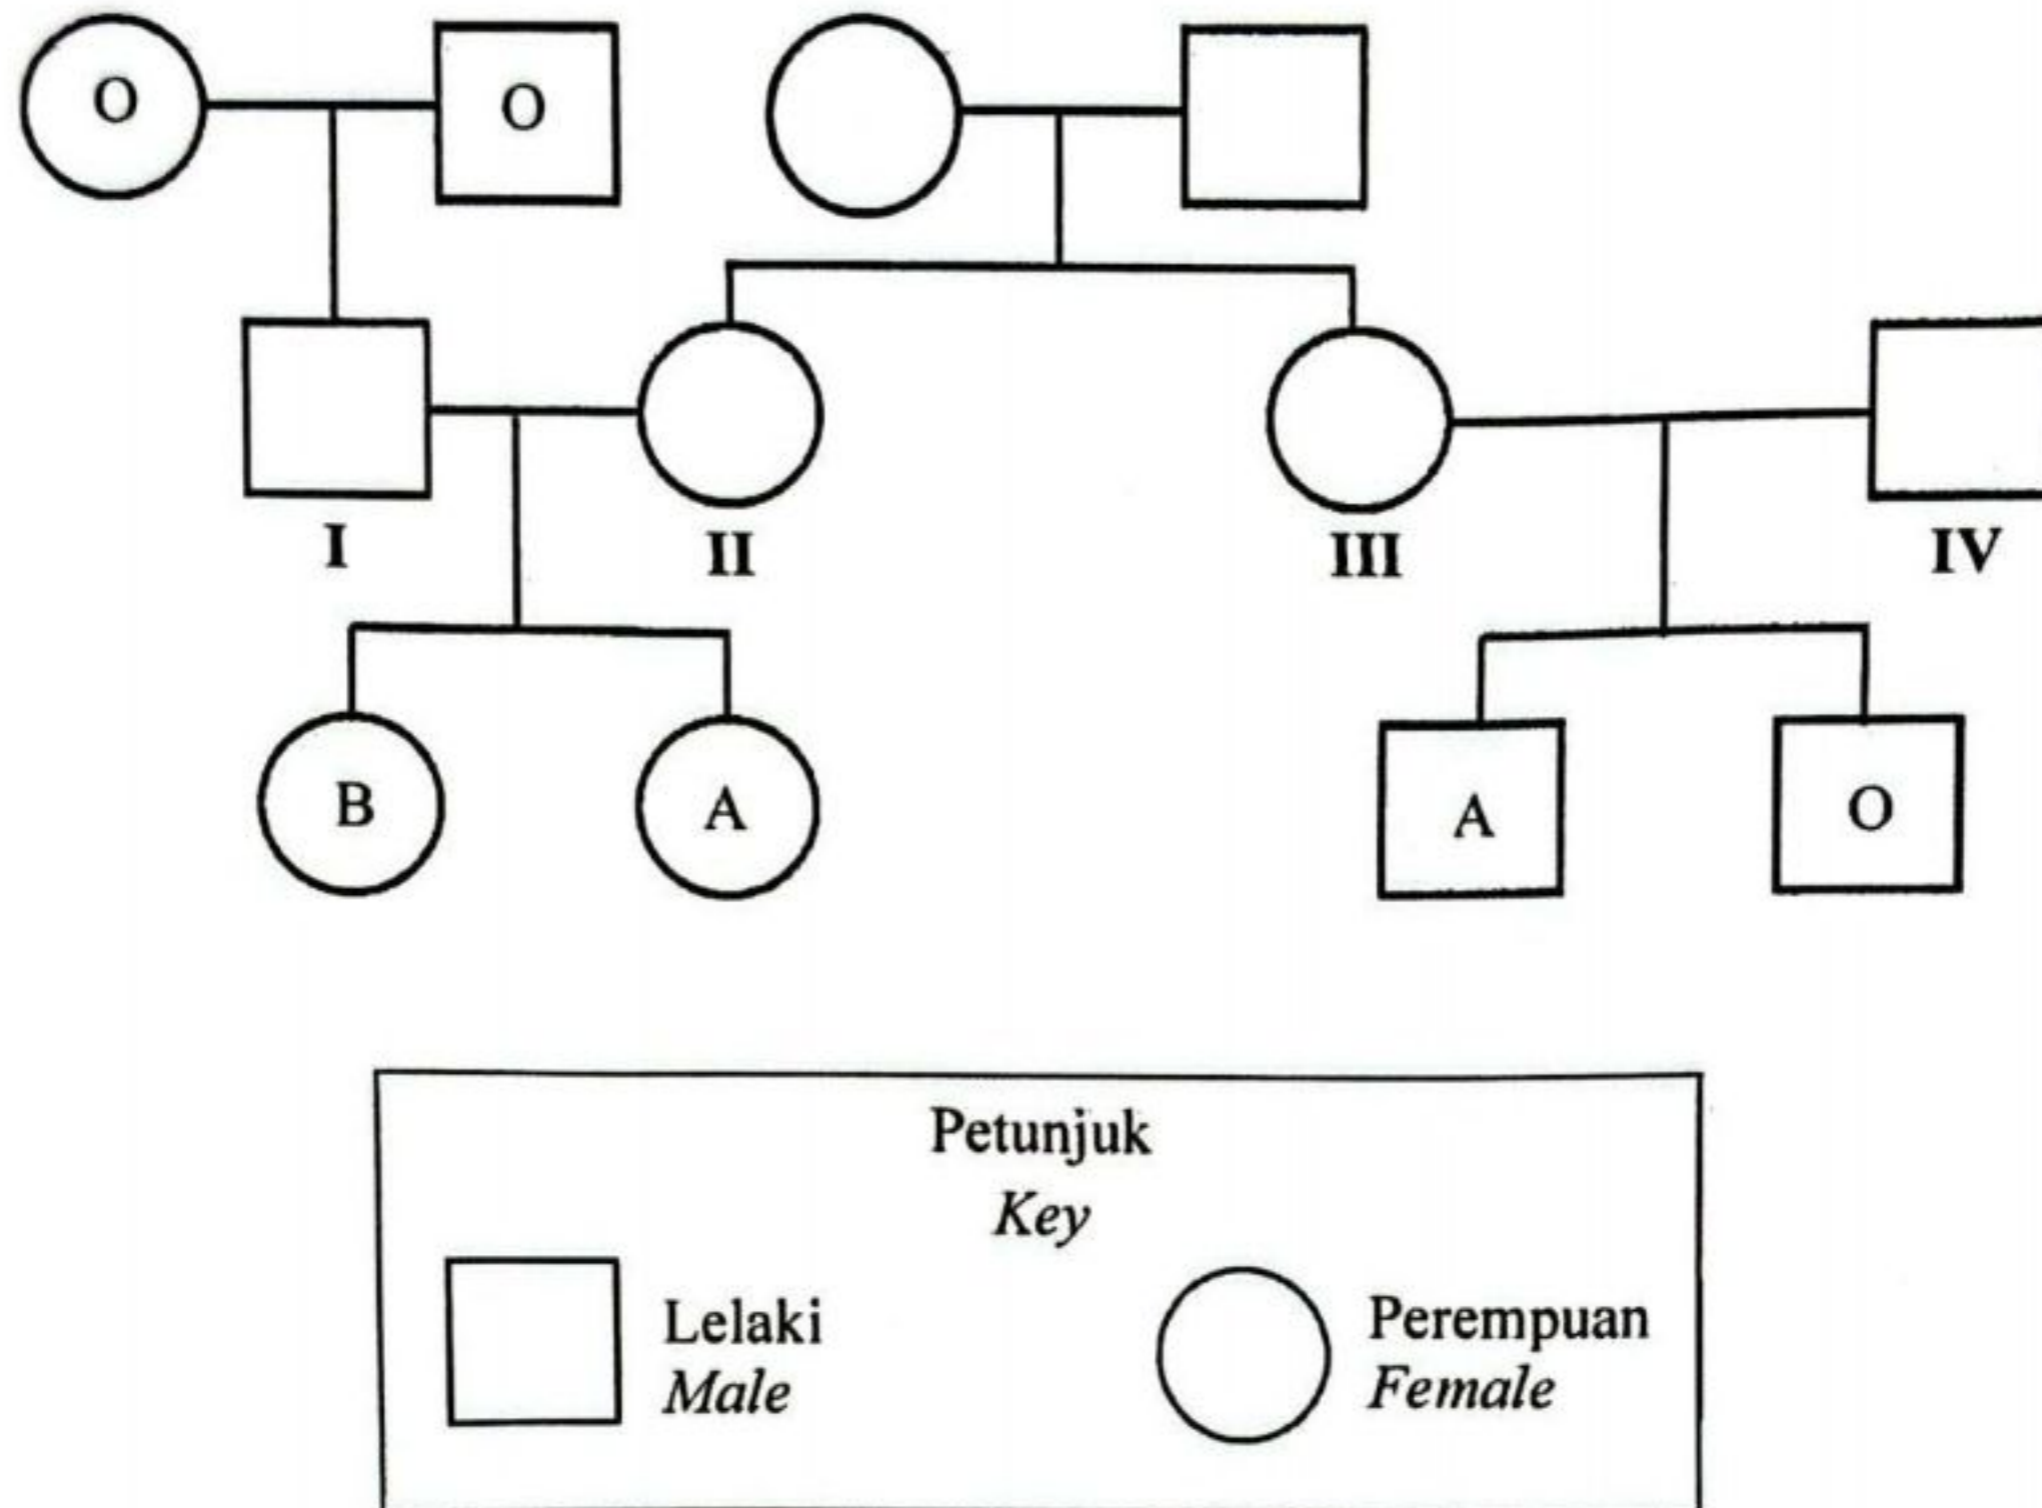 O
O
I
II
III
IV
B
A
A
O
Petunjuk
Key
Lelaki
Male
Perempuan
Female